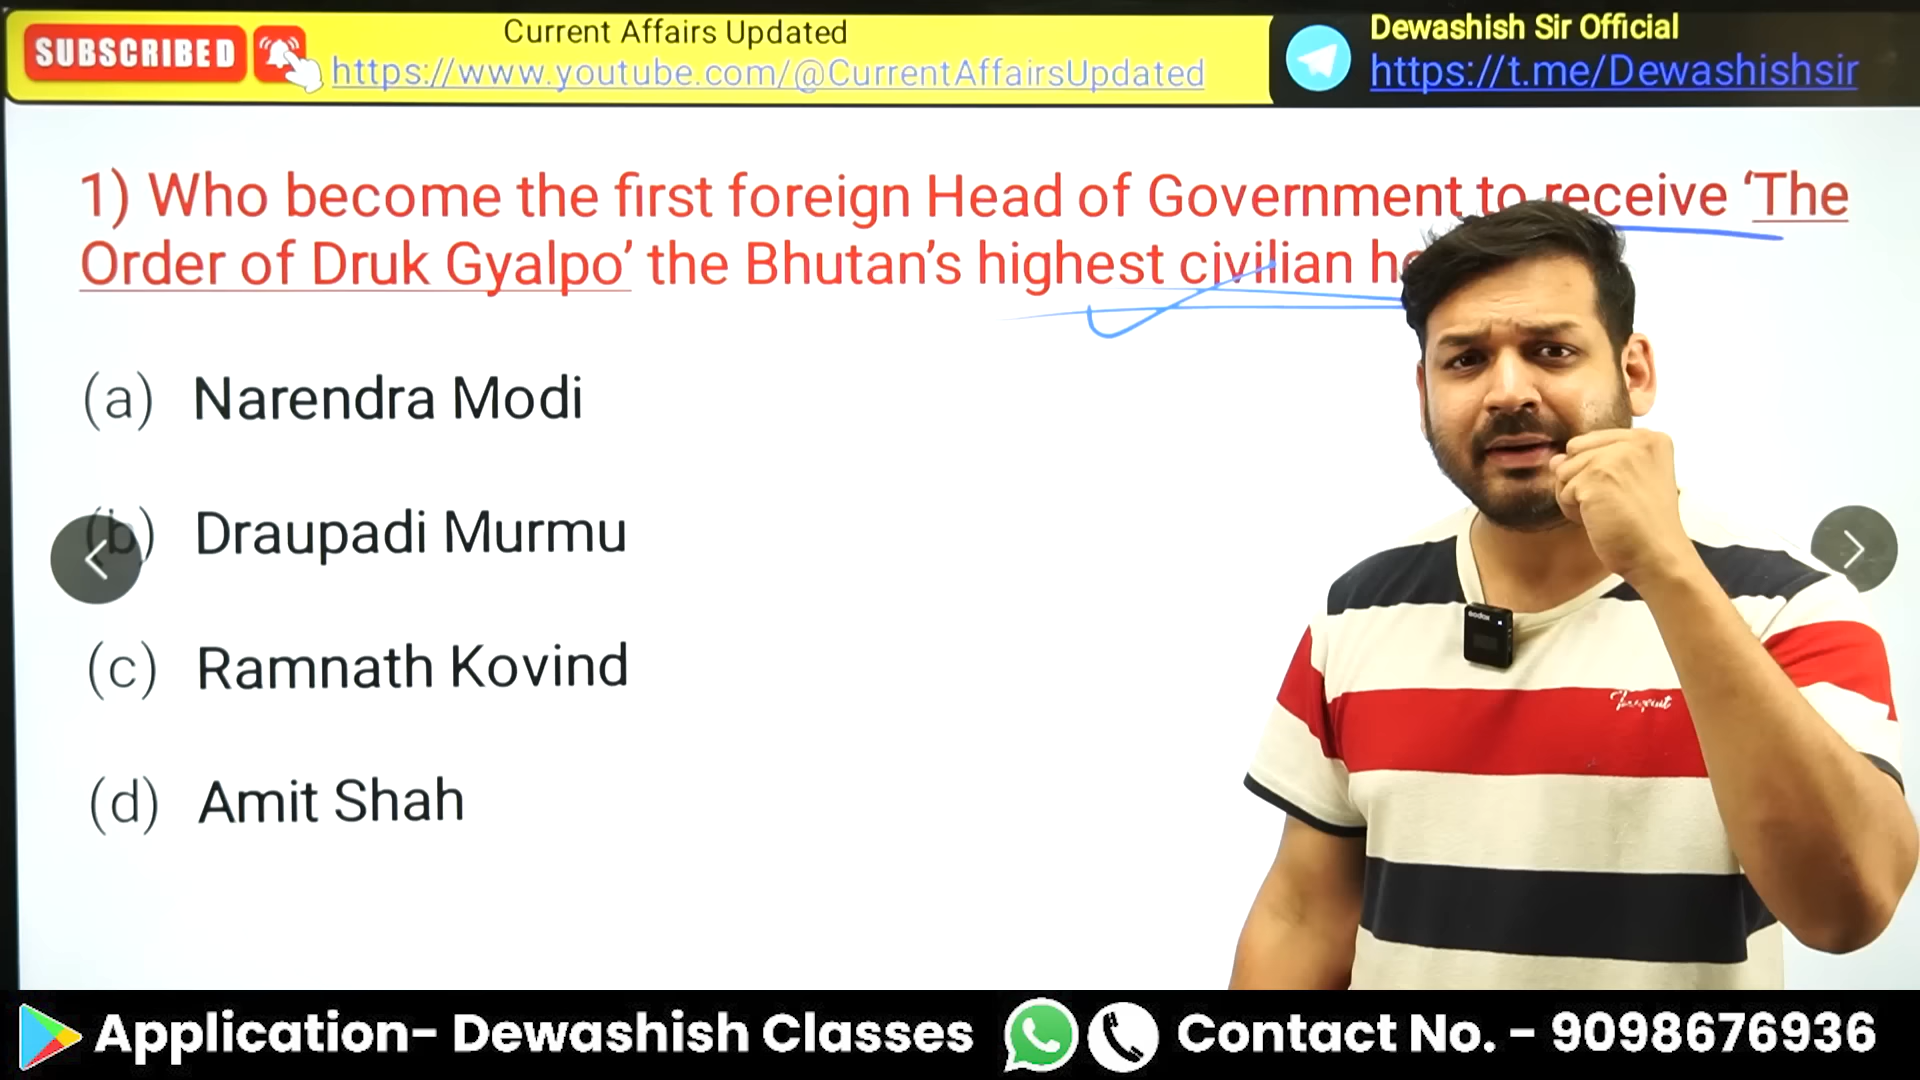 SUBSCRIBED
Current Affairs Updated
https://www.youtube.com/@CurrentAffairsUpdated
Dewashish Sir Official
https://t.me/Dewashishsir
1) Who become the first foreign Head of Government to receive ‘The
Order of Druk Gyalpo’ the Bhutan’s highest civilian
(a) Narendra Modi
(b) Draupadi Murmu
(c) Ramnath Kovind
(d) Amit Shah
Application- Dewashish Classes
Contact No. - 9098676936